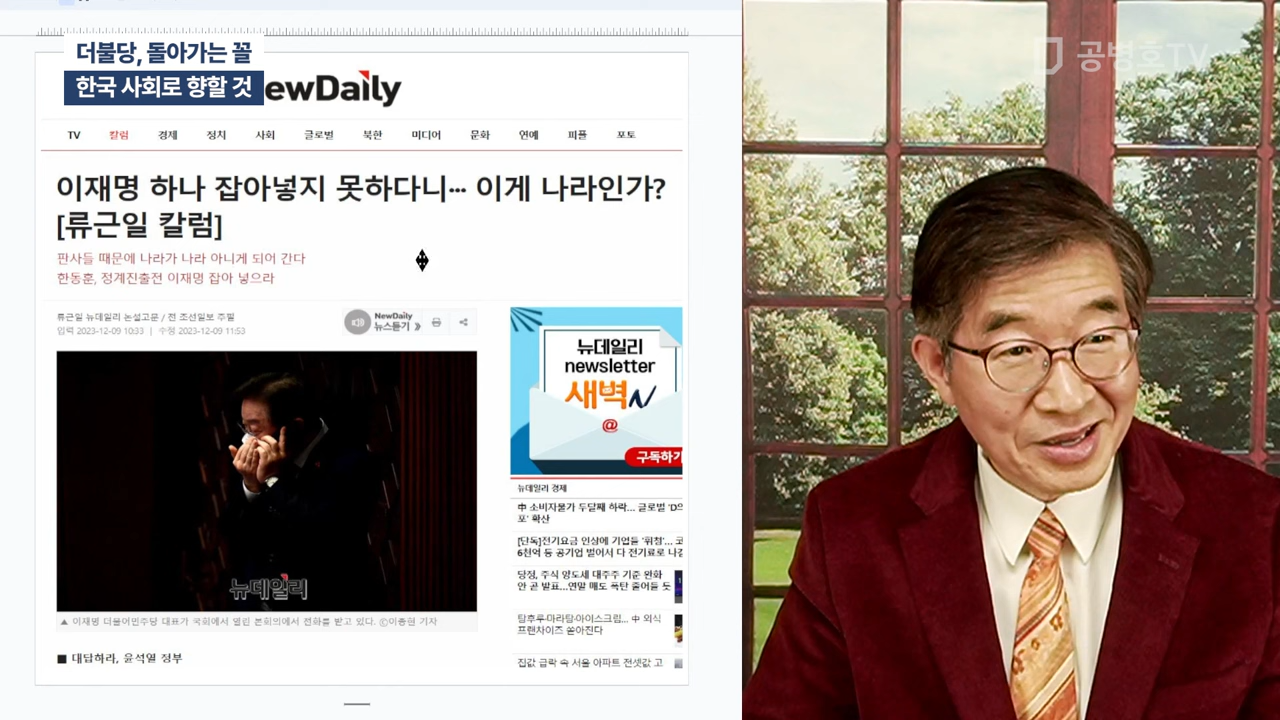 더불당, 돌아가는 꼴
한국 사회로 향할 것
공병호TV
ewDaily
TV 칼럼 경제 정치 사회 글로벌 북한 미디어 문화 연예 피플 포토
이재명 하나 잡아넣지 못하다니… 이게 나라인가?
[류근일 칼럼]
판사들 때문에 나라가 나라 아니게 되어 간다
한동훈, 정계진출전 이재명 잡아 넣으라
류근일 뉴데일리 논설고문 / 전 조선일보 주필
입력 2023-12-09 10:33 | 수정 2023-12-09 11:53
NewDaily
뉴스듣기 》
뉴데일리
▲ 이재명 더불어민주당 대표가 국회에서 열린 본회의에서 전화를 받고 있다. ⓒ이종현 기자
■ 대답하라, 윤석열 정부
뉴데일리
newsletter
새벽N
@
구독하기
뉴데일리 경제
中 소비자물가 두달째 하락... 글로벌 'D의
포' 확산
[단독]전기요금 인상에 기업들 '휘청'...
6천억 등 공기업 벌어서 다 전기료로
당정, 주식 양도세 대주주 기준 완화
안 곧 발표...연말 매도 폭탄 줄어들 듯
탕후루·마라탕·아이스크림... 中 외식
프랜차이즈 쏟아진다
집값 급락 속 서울 아파트 전셋값 고